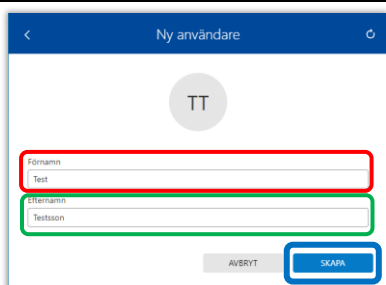 Ny användare
TT
Förnamn
Test
Efternamn
Testsson
AVBRYT SKAPA